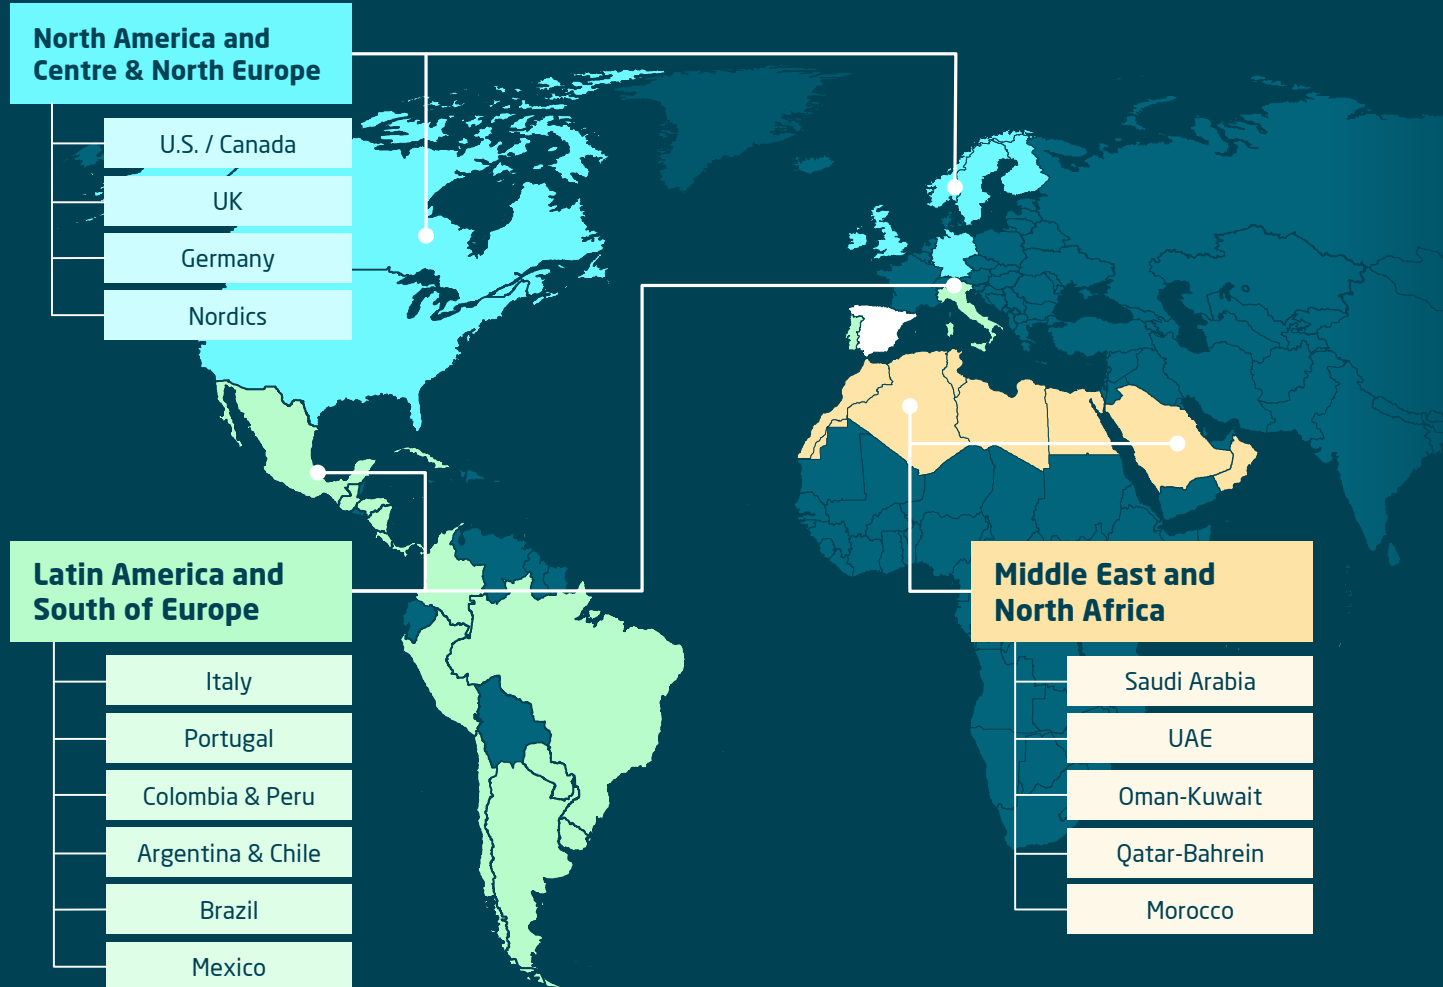 North America and
Centre & North Europe
U.S. / Canada
UK
Germany
Nordics
Latin America and
South of Europe
Italy
Portugal
Colombia & Peru
Argentina & Chile
Brazil
Mexico
Middle East and
North Africa
Saudi Arabia
UAE
Oman-Kuwait
Qatar-Bahrein
Morocco